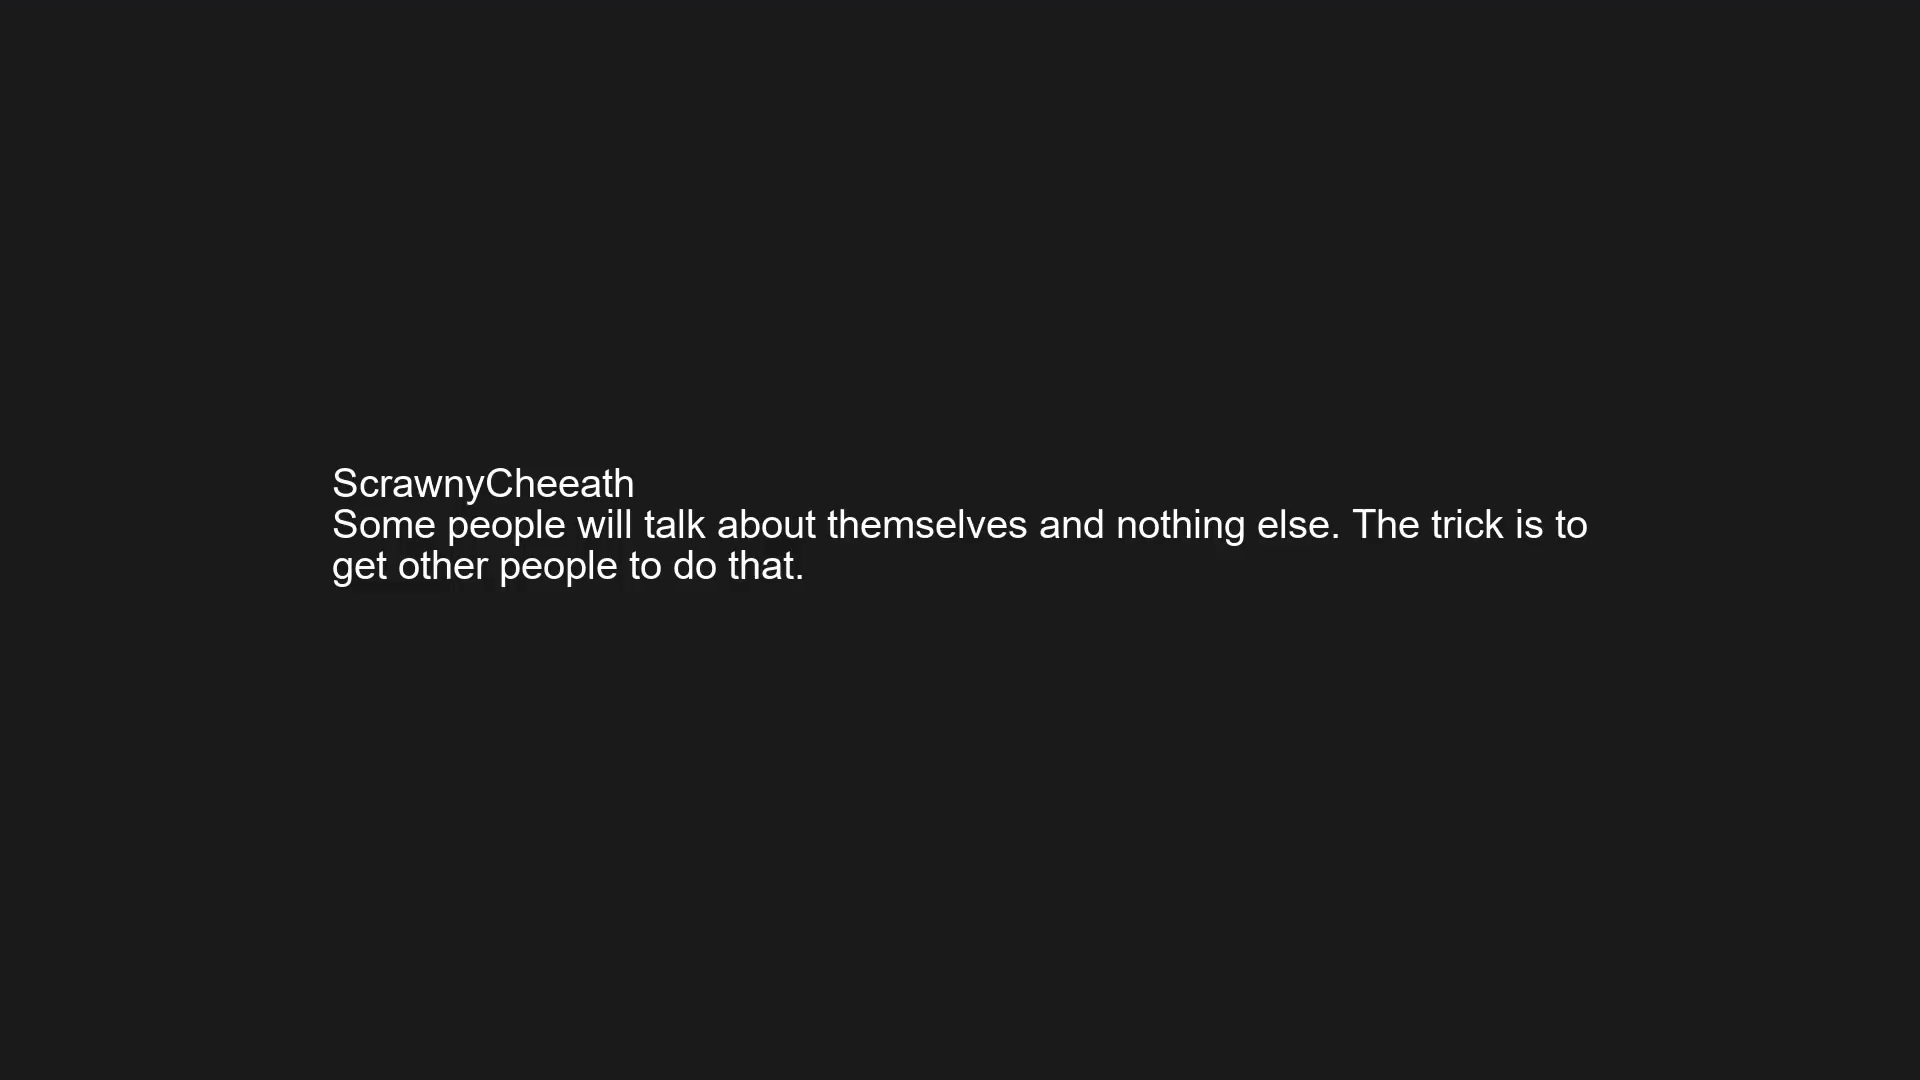 ScrawnyCheeath
Some people will talk about themselves and nothing else. The trick is to
get other people to do that.